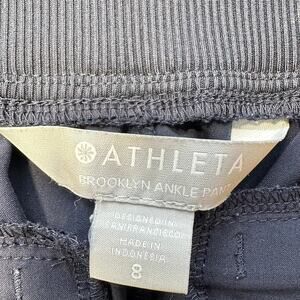 ATHLETA
BROOKLYN ANKLE PANT
DESIGNED IN
SAN FRANCISCO
MADE IN
INDONESIA
8